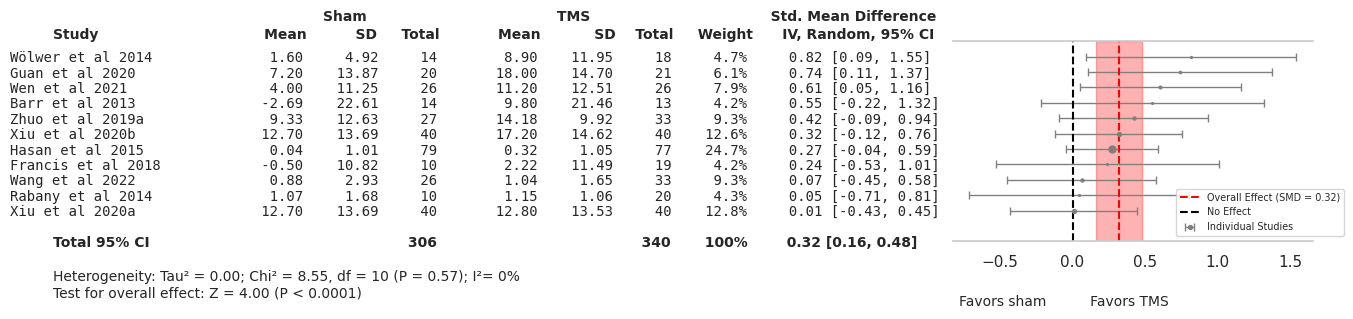 Sham TMS Std. Mean Difference
Study Mean SD Total Mean SD Total Weight IV, Random, 95% CI
Wölwer et al 2014 1.60 4.92 14 8.90 11.95 18 4.7% 0.82 [0.09, 1.55]
Guan et al 2020 7.20 13.87 20 18.00 14.70 21 6.1% 0.74 [0.11, 1.37]
Wen et al 2021 4.00 11.25 26 11.20 12.51 26 7.9% 0.61 [0.05, 1.16]
Barr et al 2013 -2.69 22.61 14 9.80 21.46 13 4.2% 0.55 [-0.22, 1.32]
Zhuo et al 2019a 9.33 12.63 27 14.18 9.92 33 9.3% 0.42 [-0.09, 0.94]
Xiu et al 2020b 12.70 13.69 40 17.20 14.62 40 12.6% 0.32 [-0.12, 0.76]
Hasan et al 2015 0.04 1.01 79 0.32 1.05 77 24.7% 0.27 [-0.04, 0.59]
Francis et al 2018 -0.50 10.82 10 2.22 11.49 19 4.2% 0.24 [-0.53, 1.01]
Wang et al 2022 0.88 2.93 26 1.04 1.65 33 9.3% 0.07 [-0.45, 0.58]
Rabany et al 2014 1.07 1.68 10 1.15 1.06 20 4.3% 0.05 [-0.71, 0.81]
Xiu et al 2020a 12.70 13.69 40 12.80 13.53 40 12.8% 0.01 [-0.43, 0.45]
Total 95% CI 306 340 100% 0.32 [0.16, 0.48]
Heterogeneity: Tau² = 0.00; Chi² = 8.55, df = 10 (P = 0.57); I²= 0%
Test for overall effect: Z = 4.00 (P < 0.0001)
Overall Effect (SMD = 0.32)
No Effect
Individual Studies
−0.5 0.0 0.5 1.0 1.5
Favors sham Favors TMS